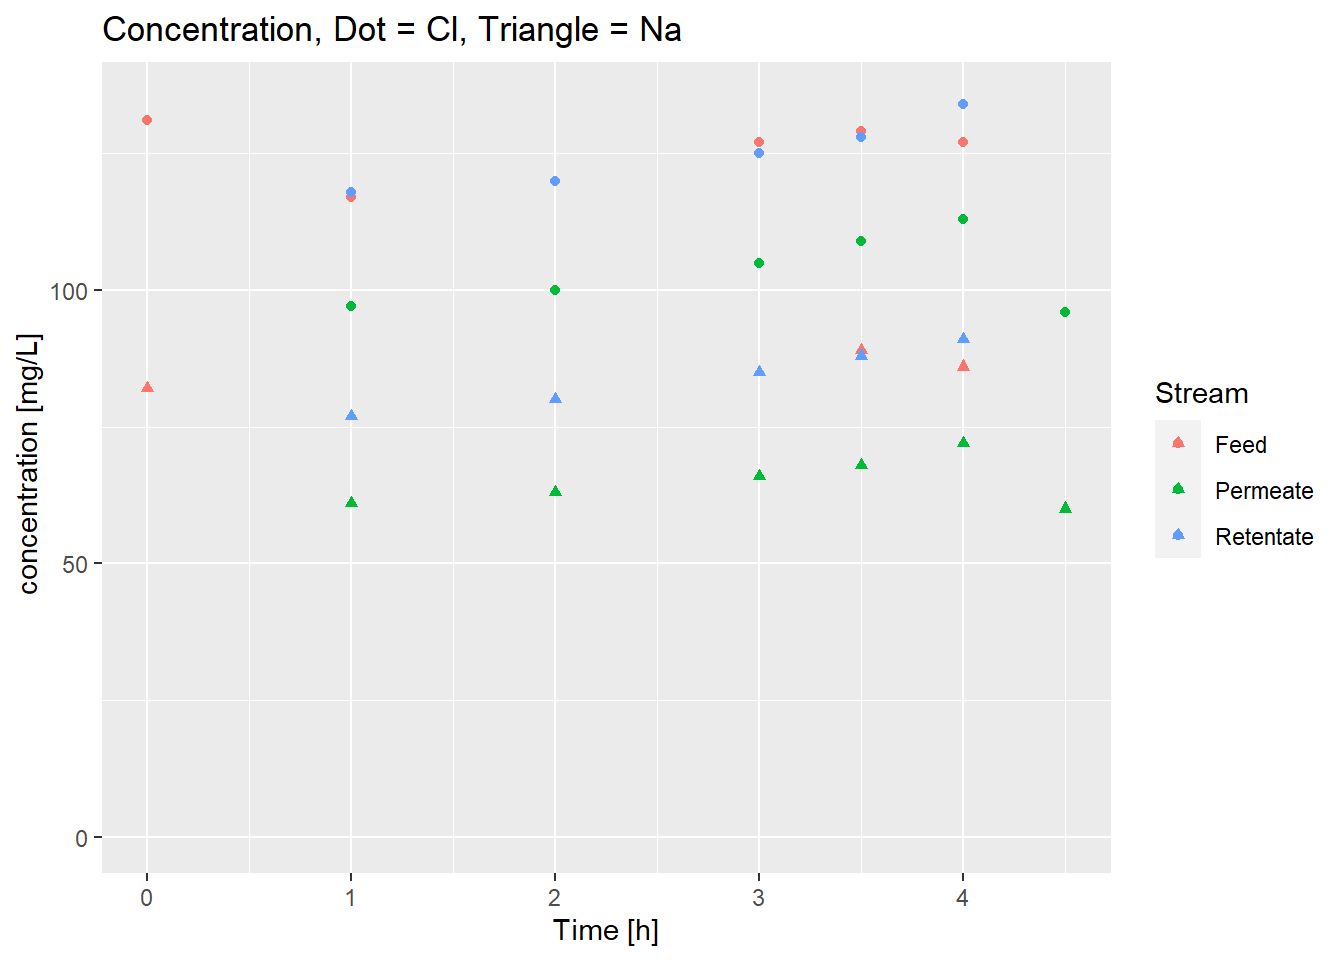 Concentration, Dot = Cl, Triangle = Na
concentration [mg/L]
100
50
0
0
1
2
3
4
Time [h]
Stream
Feed
Permeate
Retentate